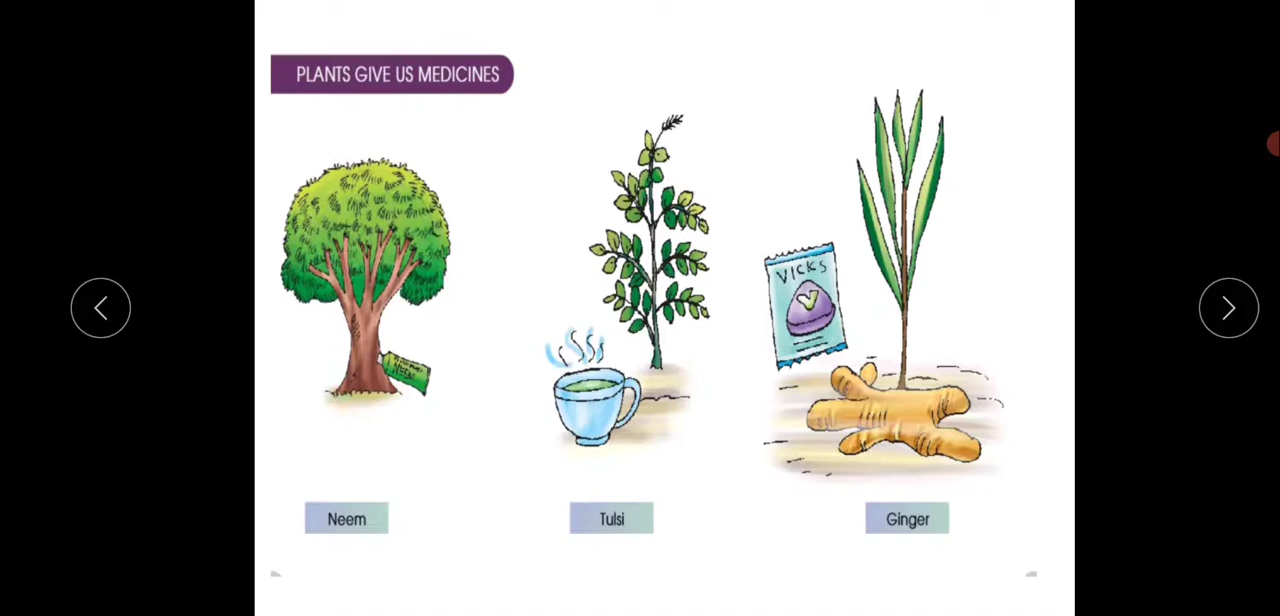 PLANTS GIVE US MEDICINES
VICKS
Neem
Tulsi
Ginger